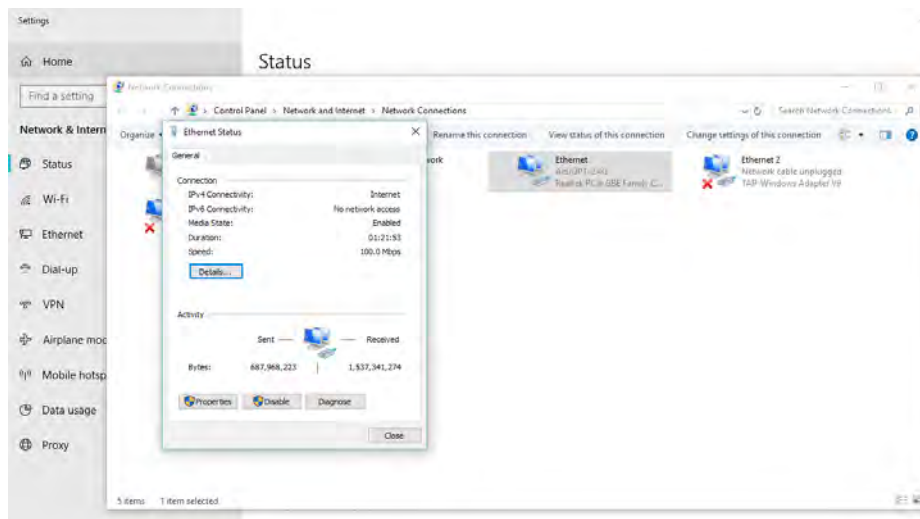 Settings
Home
Find a setting
Network & Intern
Status
Wi-Fi
Ethernet
Dial-up
VPN
Airplane mod
Mobile hotsp
Data usage
Proxy
Status
Network Connections
Control Panel > Network and Internet > Network Connections
Search Network Connections
Organize
Rename this connection
View status of this connection
Change settings of this connection
work
Ethernet
Realtek PCIe GBE Family C...
Ethernet 2
Network cable unplugged
TAP-Windows Adapter V9
Ethernet Status
General
Connection
IPv4 Connectivity: Internet
IPv6 Connectivity: No network access
Media State: Enabled
Duration: 01:21:53
Speed: 100.0 Mbps
Details...
Activity
Sent — Received
Bytes: 687,968,223 | 1,537,341,274
Properties Disable Diagnose
Close
5 items 1 item selected